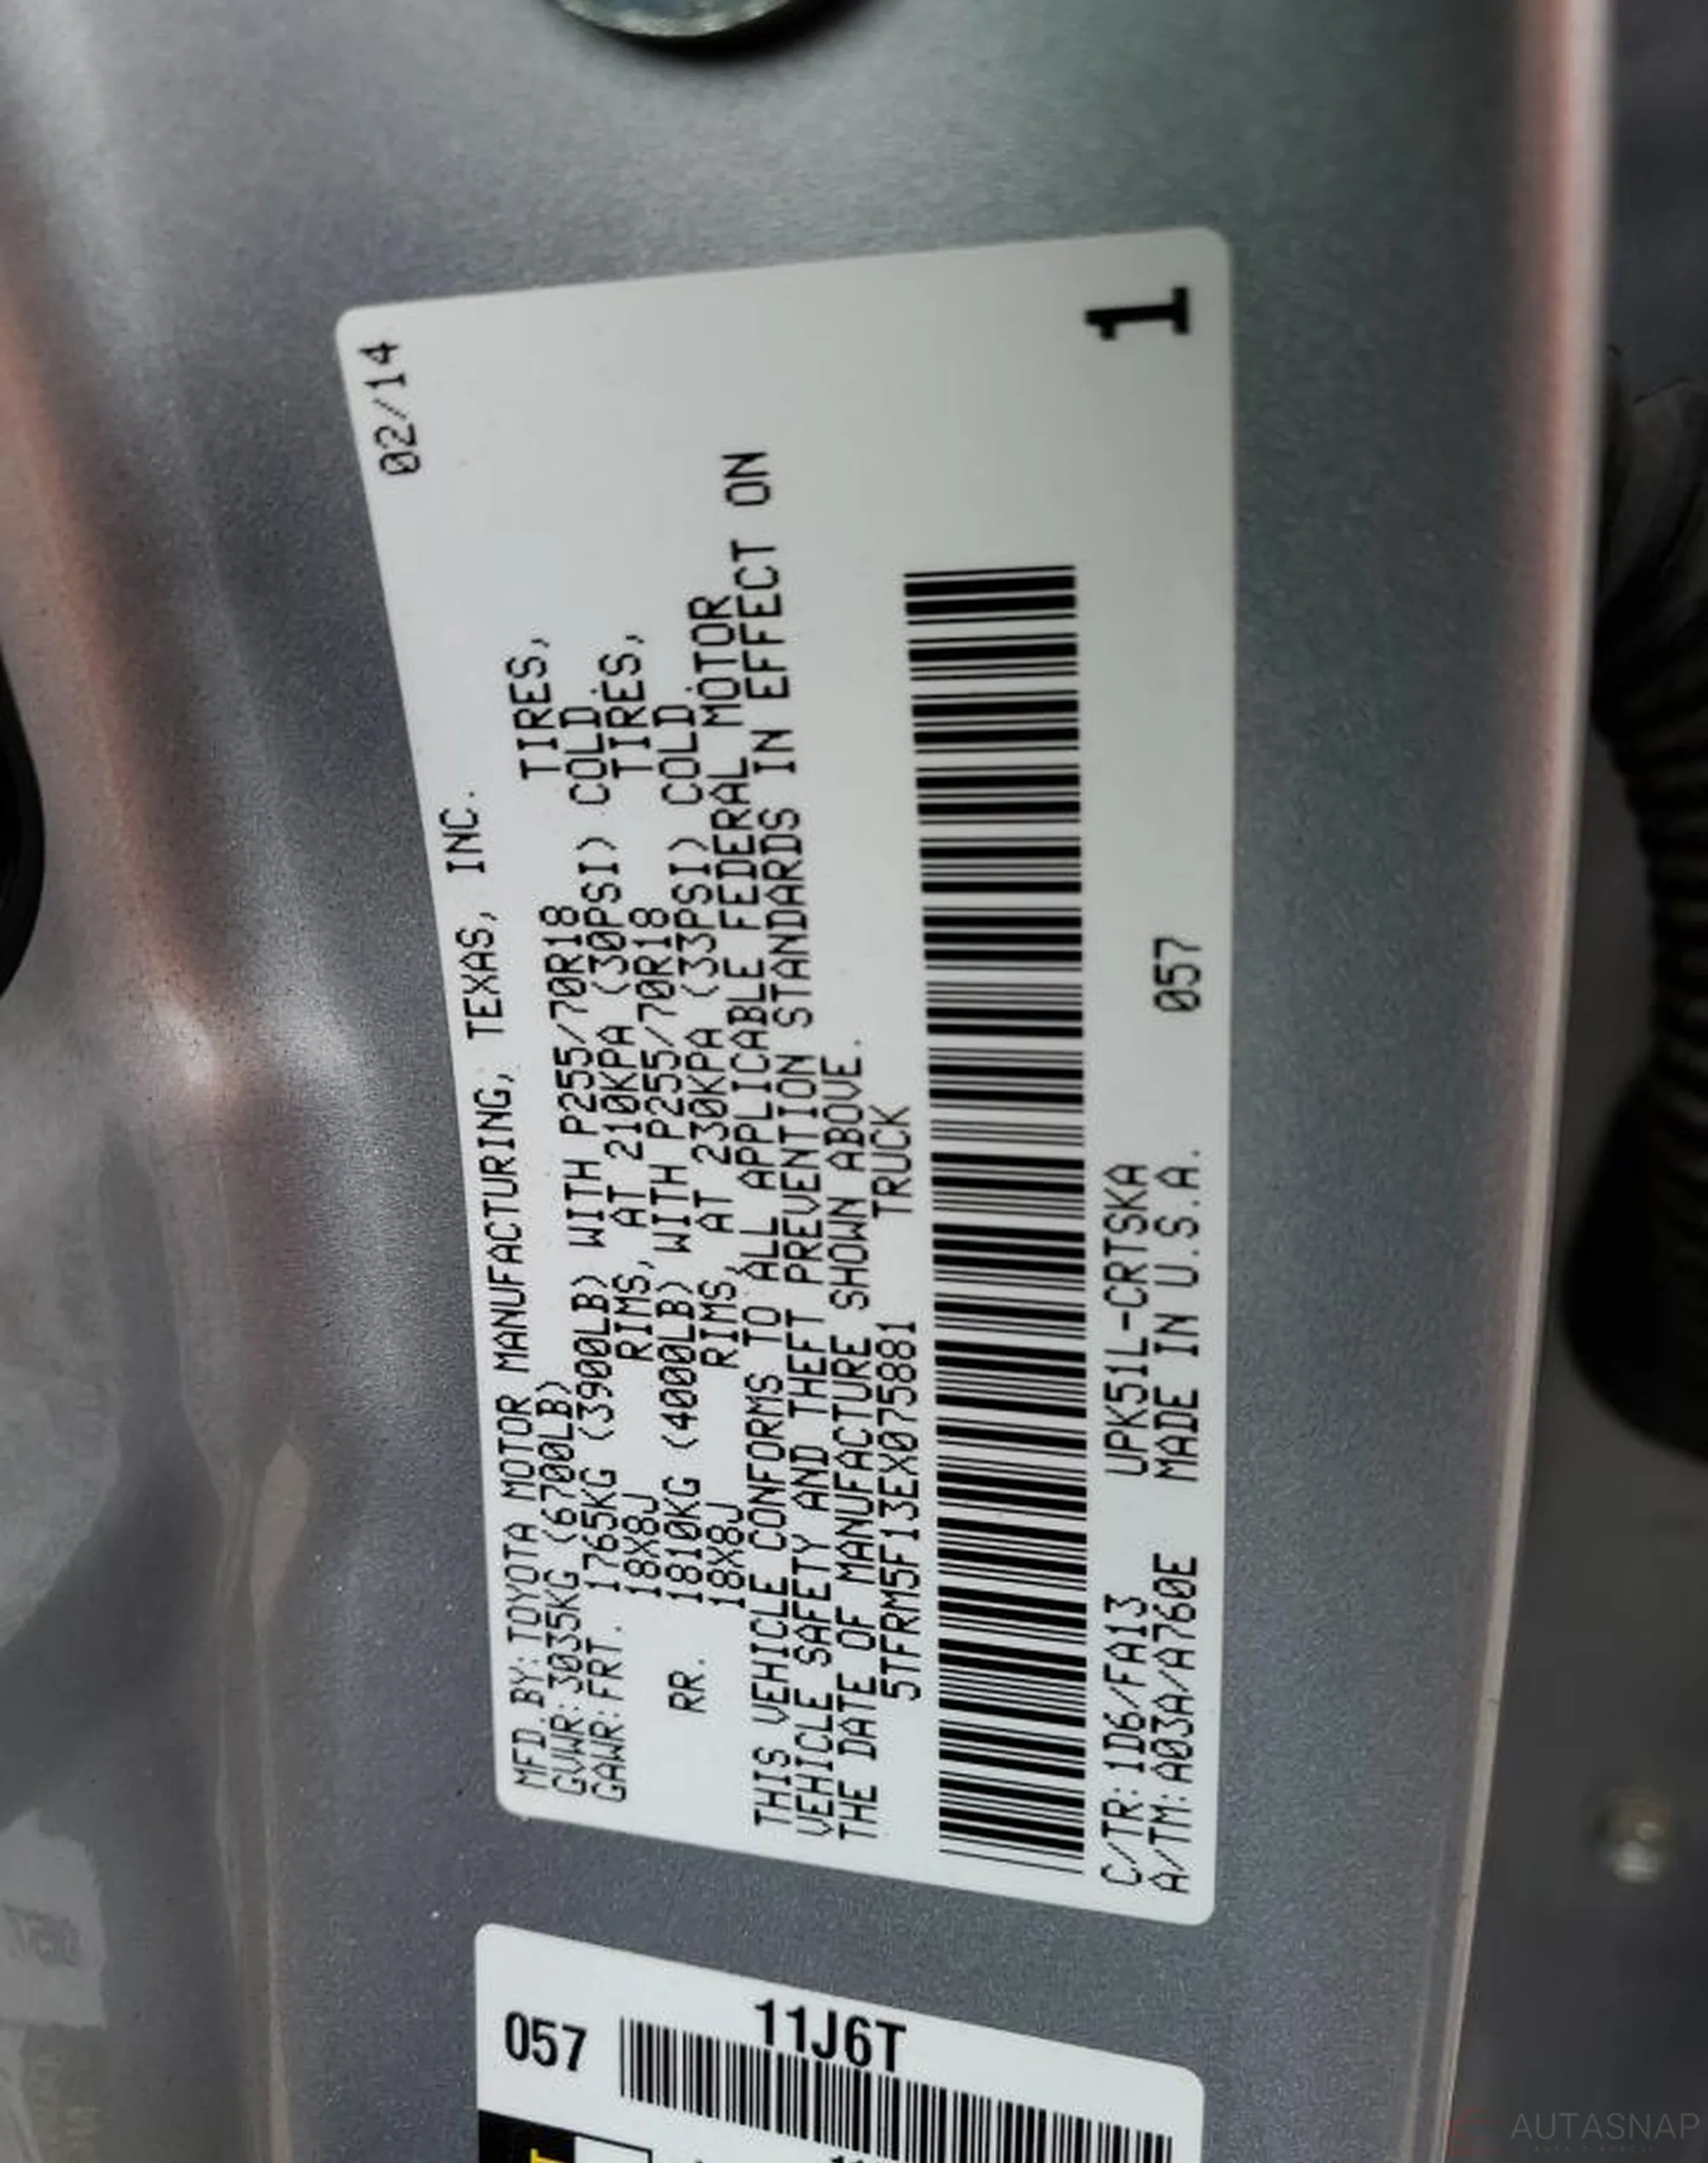 02/14
MFD.BY: TOYOTA MOTOR MANUFACTURING, TEXAS, INC.
GVWR: 3035KG (6700LB)
GAWR: FRT. 1765KG (3900LB) WITH P255/70R18 TIRES,
18X8J RIMS, AT 210KPA (30PSI) COLD.
RR. 1810KG (4000LB) WITH P255/70R18 TIRES,
18X8J RIMS, AT 230KPA (33PSI) COLD.
THIS VEHICLE CONFORMS TO ALL APPLICABLE FEDERAL MOTOR
VEHICLE SAFETY AND THEFT PREVENTION STANDARDS IN EFFECT ON
THE DATE OF MANUFACTURE SHOWN ABOVE.
5TFRM5F13EX075881 TRUCK
C/TR: 1D6/FA13 UPK51L-CRTSKA
A/TM: A03A/A760E MADE IN U.S.A. 057
1
057
11J6T
AUTASNAP